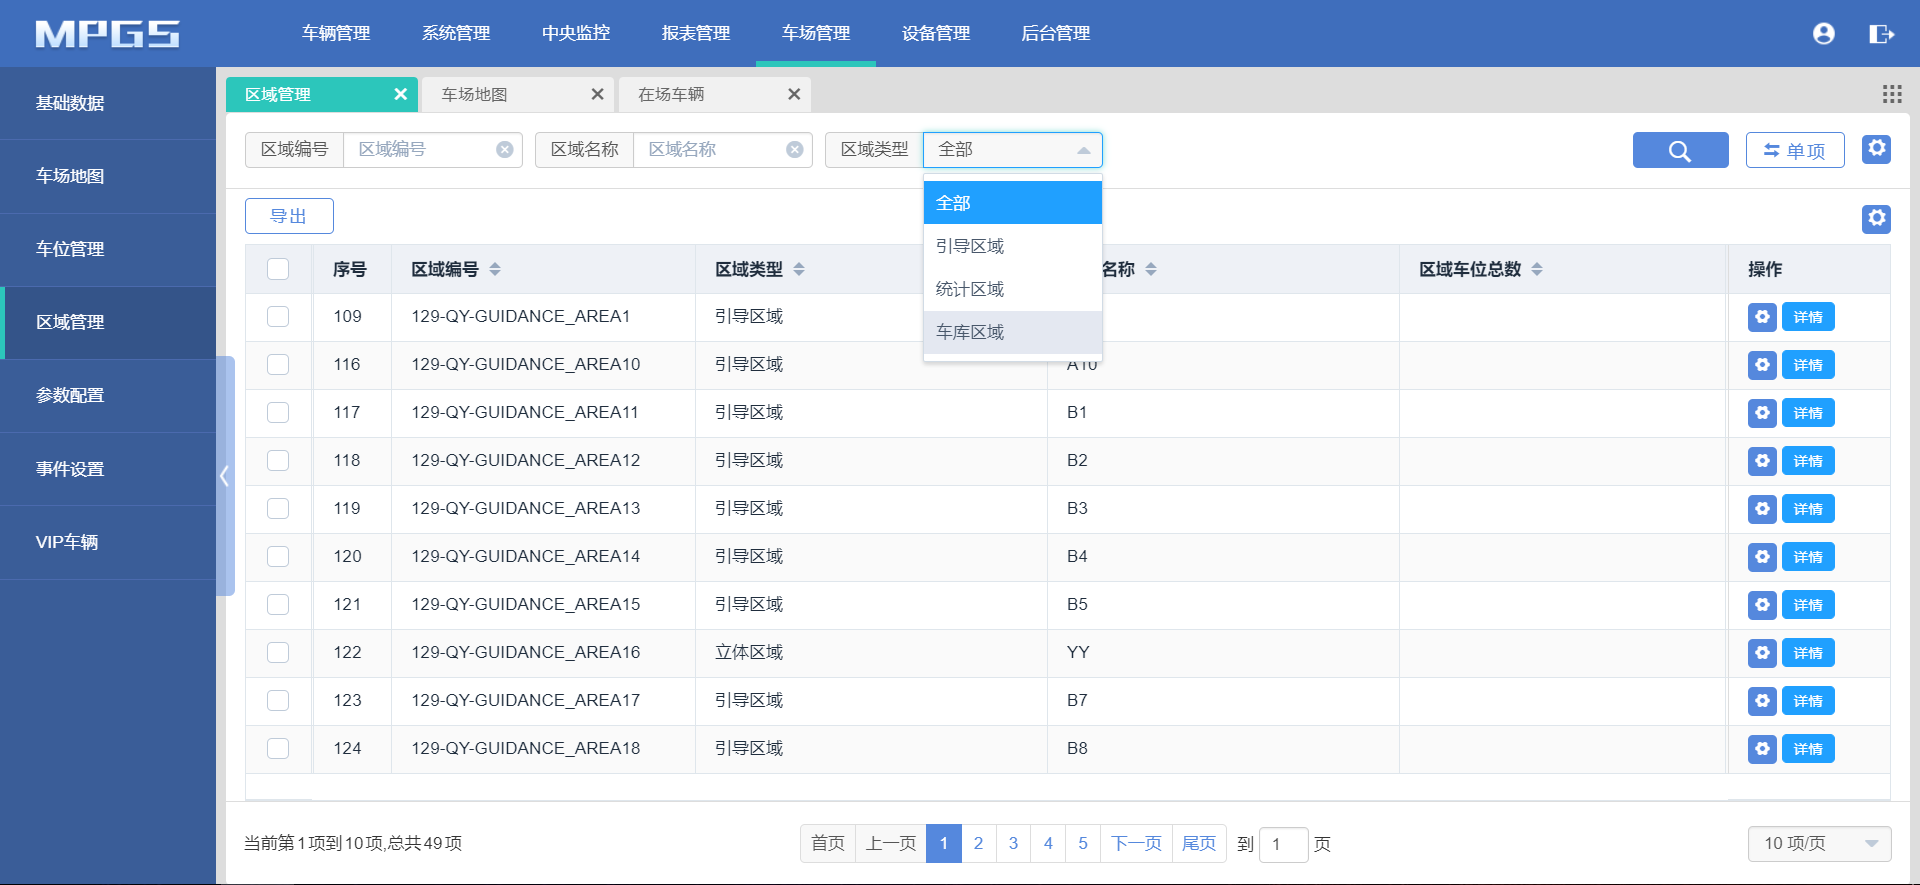 MPGS
车辆管理 系统管理 中央监控 报表管理 车场管理 设备管理 后台管理
基础数据
车场地图
车位管理
区域管理
参数配置
事件设置
VIP车辆
区域管理 车场地图 在场车辆
区域编号 区域编号 区域名称 区域名称 区域类型 全部 单项
全部
引导区域
统计区域
车库区域
导出
序号 区域编号 区域类型 名称 区域车位总数 操作
109 129-QY-GUIDANCE_AREA1 引导区域 详情
116 129-QY-GUIDANCE_AREA10 引导区域 A10 详情
117 129-QY-GUIDANCE_AREA11 引导区域 B1 详情
118 129-QY-GUIDANCE_AREA12 引导区域 B2 详情
119 129-QY-GUIDANCE_AREA13 引导区域 B3 详情
120 129-QY-GUIDANCE_AREA14 引导区域 B4 详情
121 129-QY-GUIDANCE_AREA15 引导区域 B5 详情
122 129-QY-GUIDANCE_AREA16 立体区域 YY 详情
123 129-QY-GUIDANCE_AREA17 引导区域 B7 详情
124 129-QY-GUIDANCE_AREA18 引导区域 B8 详情
当前第1项到10项,总共49项 首页 上一页 1 2 3 4 5 下一页 尾页 到 1 页 10 项/页